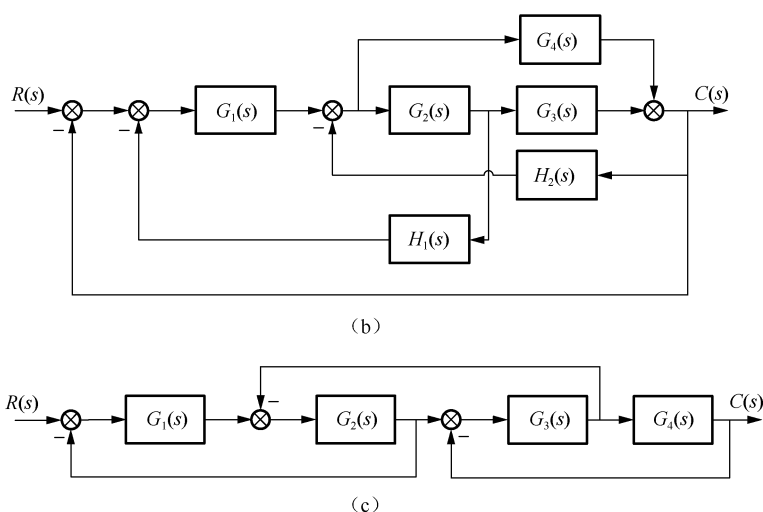 G₄(s)
R(s) G₁(s) G₂(s) G₃(s) C(s)
− − −
H₂(s)
H₁(s)
（b）
−
R(s) G₁(s) G₂(s) G₃(s) G₄(s) C(s)
− −
（c）